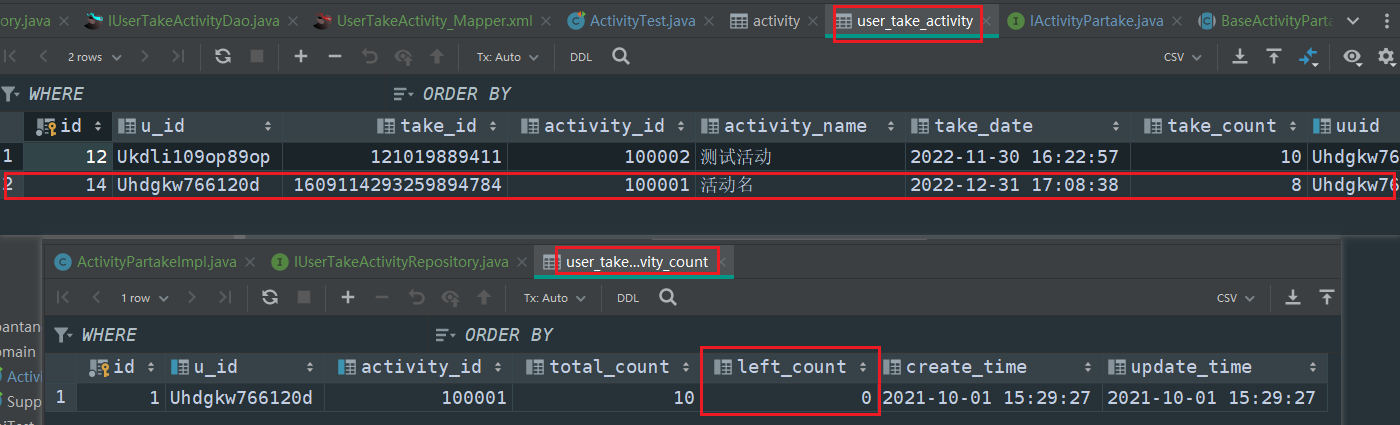 ory.java IUserTakeActivityDao.java UserTakeActivity_Mapper.xml ActivityTest.java activity user_take_activity IActivityPartake.java BaseActivityParta
2 rows Tx: Auto DDL CSV
WHERE ORDER BY
id u_id take_id activity_id activity_name take_date take_count uuid
1 12 Ukdli109op89op 121019889411 100002 测试活动 2022-11-30 16:22:57 10 Uhdgkw76
2 14 Uhdgkw766120d 1609114293259894784 100001 活动名 2022-12-31 17:08:38 8 Uhdgkw76
ActivityPartakeImpl.java IUserTakeActivityRepository.java user_take...vity_count
1 row Tx: Auto DDL CSV
pantan
WHERE ORDER BY
omain
id u_id activity_id total_count left_count create_time update_time
Activi
1 1 Uhdgkw766120d 100001 10 0 2021-10-01 15:29:27 2021-10-01 15:29:27
Supp